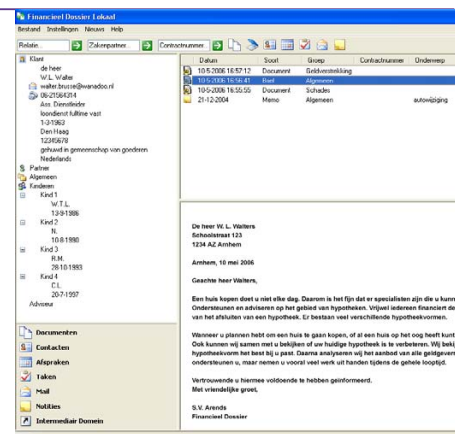 Financieel Dossier Lokaal
Bestand Instellingen Nieuws Help
Relatie... Zakenpartner... Contractnummer...
Klant
de heer
W.L. Walter
walter.brusse@wanadoo.nl
06-21564314
Ass. Dienstleider
loondienst fulltime vast
1-3-1963
Den Haag
12345678
gehuwd in gemeenschap van goederen
Nederlands
Partner
Algemeen
Kinderen
Kind 1
W.T.L.
13-9-1986
Kind 2
N.
10-8-1990
Kind 3
R.M.
28-10-1993
Kind 4
C.L.
20-7-1997
Adviseur
Documenten
Contacten
Afspraken
Taken
Mail
Notities
Intermediair Domein
Datum Soort Groep Contractnummer Onderwerp
10-5-2006 16:57:12 Document Geldverstrekking
10-5-2006 16:56:41 Brief Algemeen
10-5-2006 16:55:55 Document Schades
21-12-2004 Memo Algemeen autowijziging
De heer W. L. Walters
Schoolstraat 123
1234 AZ Arnhem
Arnhem, 10 mei 2006
Geachte heer Walters,
Een huis kopen doet u niet elke dag. Daarom is het fijn dat er specialisten zijn die u kunn
Ondersteunen en adviseren op het gebied van hypotheken. Vrijwel iedereen financiert de
van het afsluiten van een hypotheek. Er bestaan veel verschillende hypotheekvormen.
Wanneer u plannen hebt om een huis te gaan kopen, of al een huis op het oog heeft kunt
Ook kunnen wij samen met u bekijken of uw huidige hypotheek is te verbeteren. Wij beki
hypotheekvorm het best bij u past. Daarna analyseren wij het aanbod van alle geldgever
ondersteunen u, maar nemen u vooral veel werk uit handen tijdens de gehele looptijd.
Vertrouwende u hiermee voldoende te hebben geïnformeerd.
Met vriendelijke groet,
S.V. Arends
Financieel Dossier